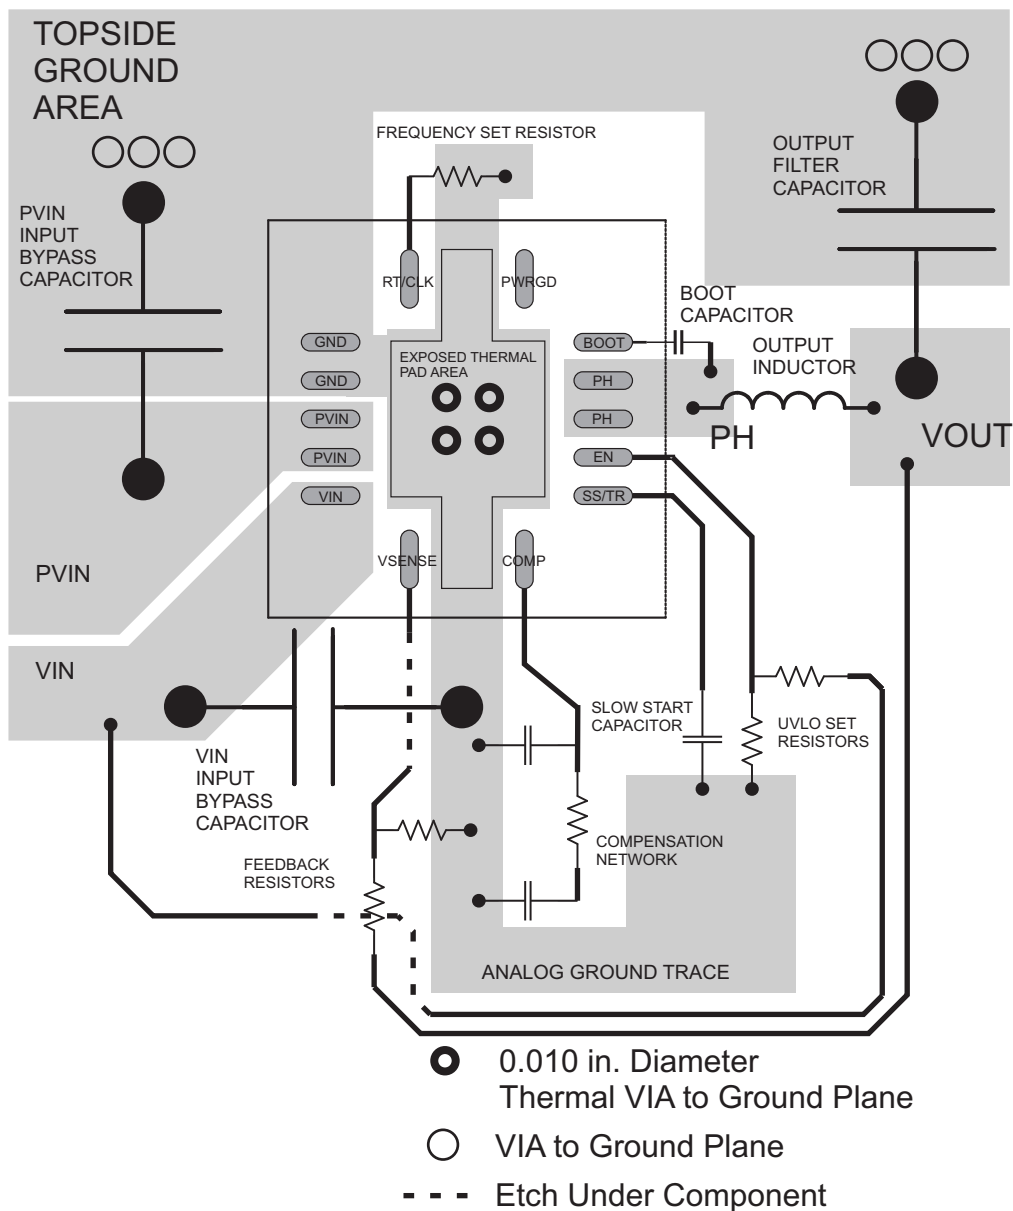 TOPSIDE
GROUND
AREA
FREQUENCY SET RESISTOR
OUTPUT
FILTER
CAPACITOR
PVIN
INPUT
BYPASS
CAPACITOR
RT/CLK
PWRGD
BOOT
CAPACITOR
GND
EXPOSED THERMAL
PAD AREA
BOOT
OUTPUT
INDUCTOR
GND
PH
PVIN
PH
PH
VOUT
PVIN
EN
VIN
SS/TR
VSENSE
COMP
PVIN
VIN
SLOW START
CAPACITOR
UVLO SET
RESISTORS
VIN
INPUT
BYPASS
CAPACITOR
COMPENSATION
NETWORK
FEEDBACK
RESISTORS
ANALOG GROUND TRACE
0.010 in. Diameter
Thermal VIA to Ground Plane
VIA to Ground Plane
Etch Under Component